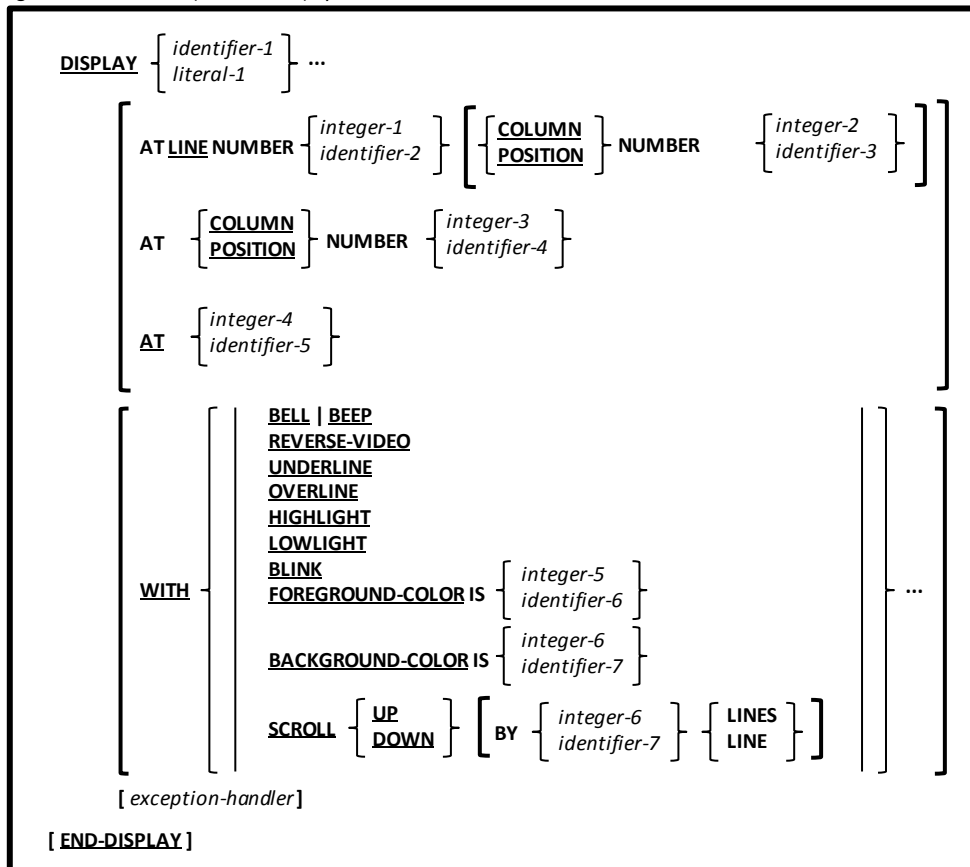 identifier-1
DISPLAY literal-1 ...
integer-1 COLUMN integer-2
AT LINE NUMBER identifier-2 POSITION NUMBER identifier-3
COLUMN integer-3
AT POSITION NUMBER identifier-4
integer-4
AT identifier-5
BELL | BEEP
REVERSE-VIDEO
UNDERLINE
OVERLINE
HIGHLIGHT
LOWLIGHT
BLINK
WITH FOREGROUND-COLOR IS integer-5 identifier-6 ...
BACKGROUND-COLOR IS integer-6 identifier-7
SCROLL UP DOWN [ BY integer-6 identifier-7 LINES LINE ]
[ exception-handler ]
[ END-DISPLAY ]